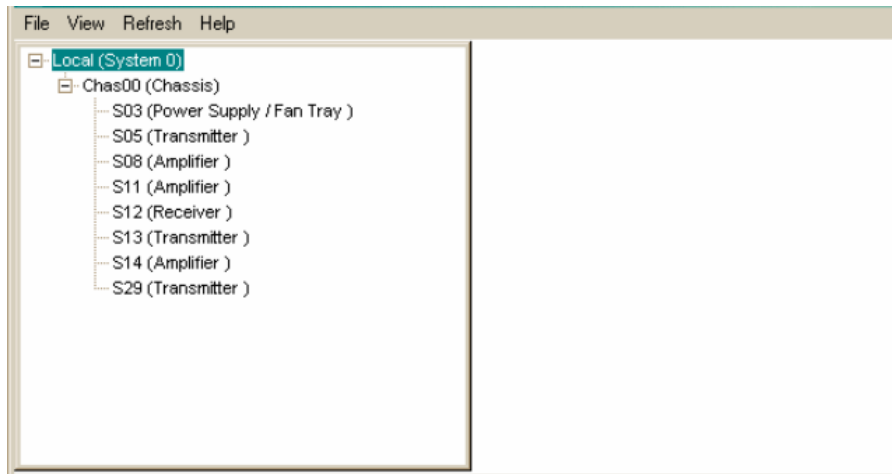 File View Refresh Help
Local (System 0)
Chas00 (Chassis)
S03 (Power Supply / Fan Tray )
S05 (Transmitter )
S08 (Amplifier )
S11 (Amplifier )
S12 (Receiver )
S13 (Transmitter )
S14 (Amplifier )
S29 (Transmitter )